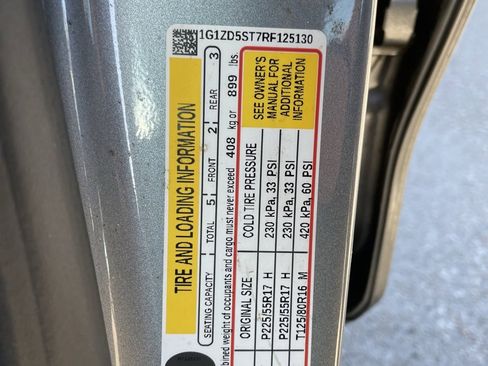 1G1ZD5ST7RF125130
TIRE AND LOADING INFORMATION
SEATING CAPACITY TOTAL 5 FRONT 2 REAR 3
bined weight of occupants and cargo must never exceed 408 kg or 899 lbs.
ORIGINAL SIZE COLD TIRE PRESSURE
P225/55R17 H 230 kPa, 33 PSI
P225/55R17 H 230 kPa, 33 PSI
T125/80R16 M 420 kPa, 60 PSI
SEE OWNER'S
MANUAL FOR
ADDITIONAL
INFORMATION